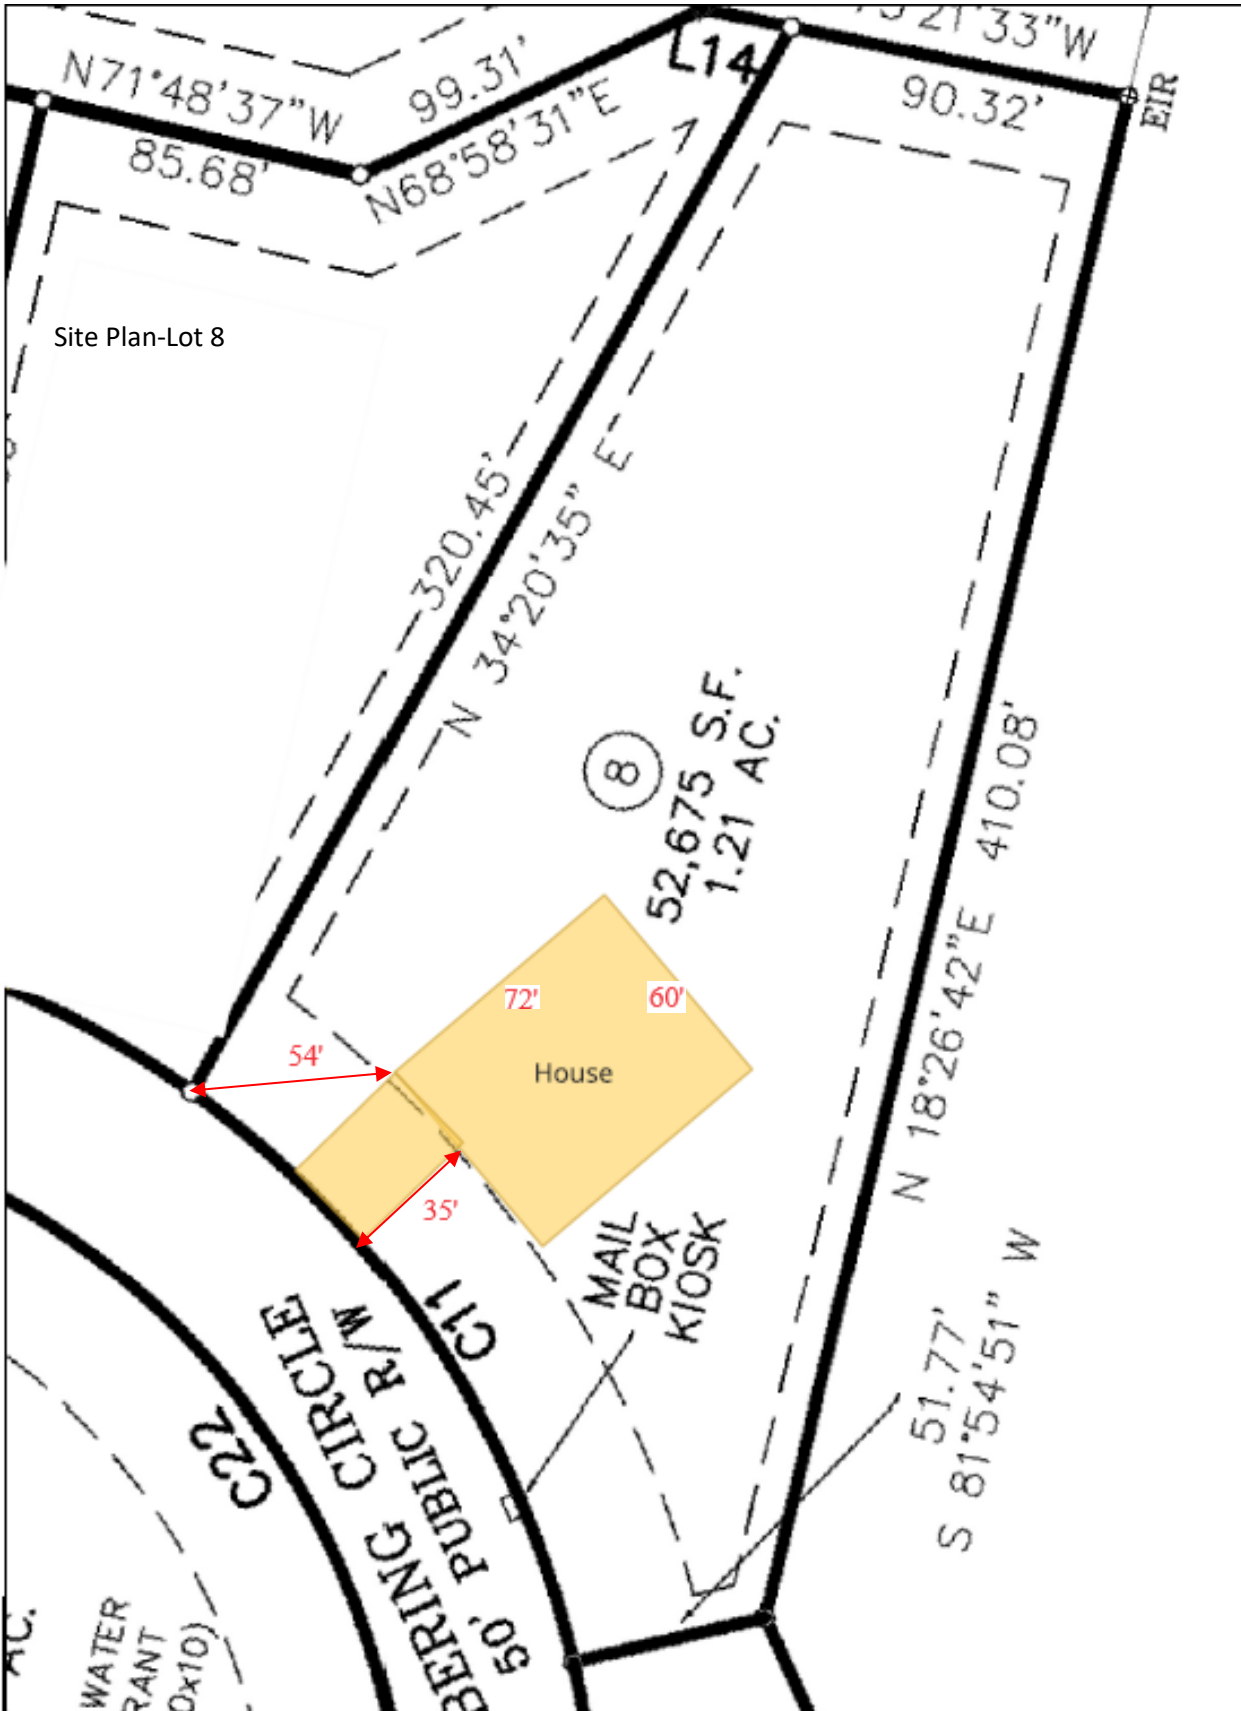 21'33"W
L14
90.32'
EIR
N71°48'37"W
85.68'
99.31'
N68°58'31"E
Site Plan-Lot 8
320.45'
N 34°20'35" E
8
52,675 S.F.
1.21 AC.
N 18°26'42"E 410.08'
72'
60'
House
54'
35'
MAIL
BOX
KIOSK
C11
C22
CIRCLE
50' PUBLIC R/W
51.77'
S 81°54'51" W
AC.
WATER